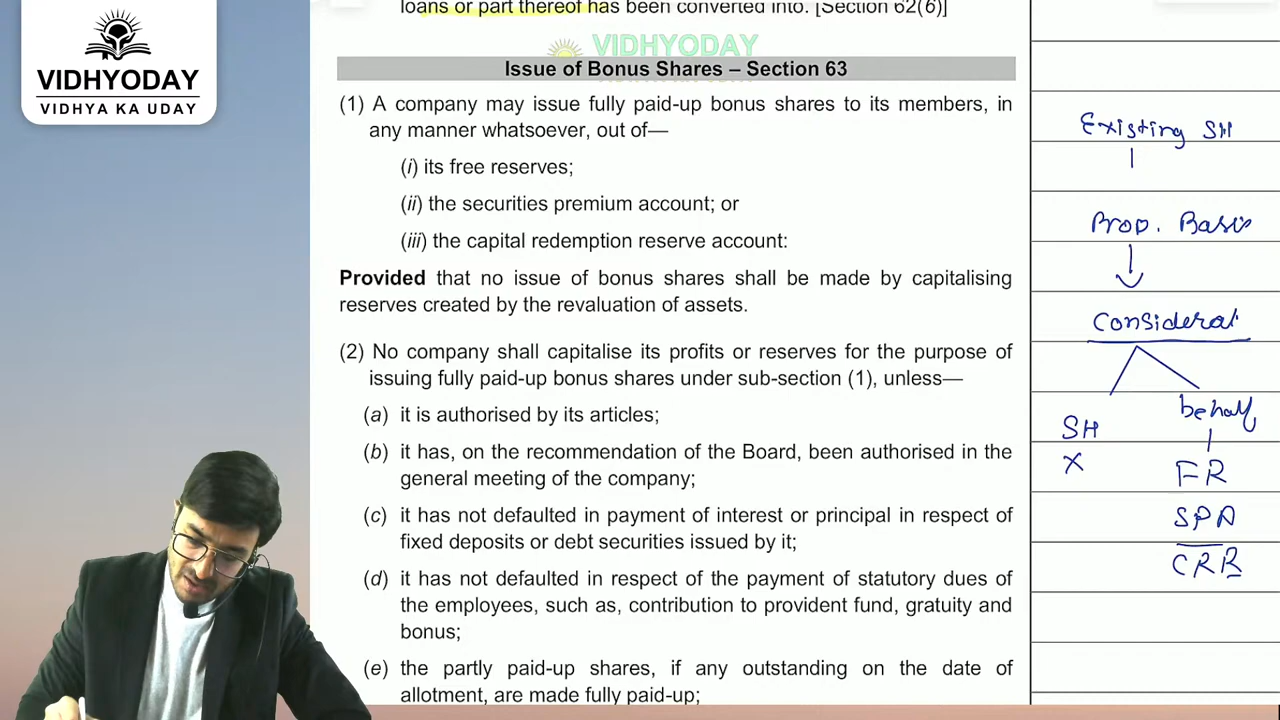 loans or part thereof has been converted into. [Section 62(6)]
VIDHYODAY
VIDHYODAY
VIDHYA KA UDAY
Issue of Bonus Shares – Section 63
(1) A company may issue fully paid-up bonus shares to its members, in
any manner whatsoever, out of—
(i) its free reserves;
(ii) the securities premium account; or
(iii) the capital redemption reserve account:
Provided that no issue of bonus shares shall be made by capitalising
reserves created by the revaluation of assets.
(2) No company shall capitalise its profits or reserves for the purpose of
issuing fully paid-up bonus shares under sub-section (1), unless—
(a) it is authorised by its articles;
(b) it has, on the recommendation of the Board, been authorised in the
general meeting of the company;
(c) it has not defaulted in payment of interest or principal in respect of
fixed deposits or debt securities issued by it;
(d) it has not defaulted in respect of the payment of statutory dues of
the employees, such as, contribution to provident fund, gratuity and
bonus;
(e) the partly paid-up shares, if any outstanding on the date of
allotment, are made fully paid-up;
Existing SH
Prop. Basis
Considerat
SH
X
behalf
FR
SPA
CRR